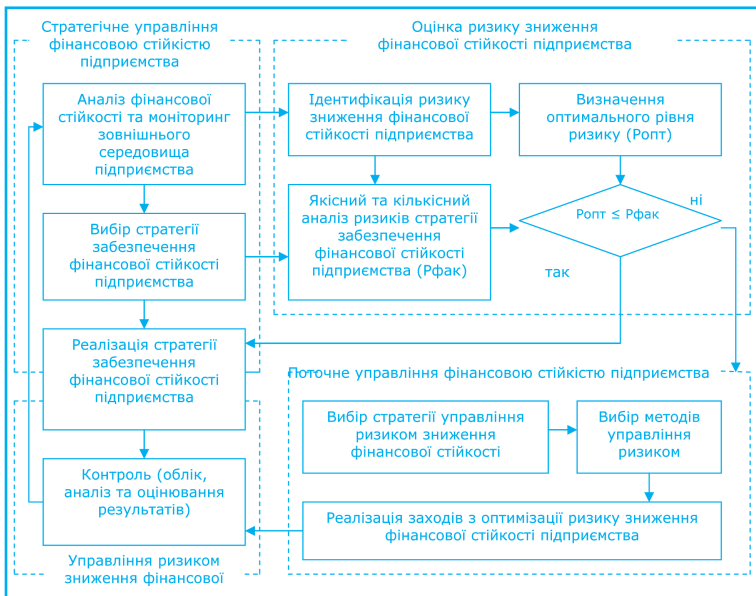 Стратегічне управління
фінансовою стійкістю
підприємства
Оцінка ризику зниження
фінансової стійкості підприємства
Аналіз фінансової
стійкості та моніторинг
зовнішнього
середовища
підприємства
Ідентифікація ризику
зниження фінансової
стійкості підприємства
Визначення
оптимального рівня
ризику (Ропт)
Вибір стратегії
забезпечення
фінансової стійкості
підприємства
Якісний та кількісний
аналіз ризиків стратегії
забезпечення
фінансової стійкості
підприємства (Рфак)
Ропт ≤ Рфак
ні
так
Реалізація стратегії
забезпечення
фінансової стійкості
підприємства
Поточне управління фінансовою стійкістю підприємства
Вибір стратегії управління
ризиком зниження
фінансової стійкості
Вибір методів
управління
ризиком
Контроль (облік,
аналіз та оцінювання
результатів)
Реалізація заходів з оптимізації ризику зниження
фінансової стійкості підприємства
Управління ризиком
зниження фінансової